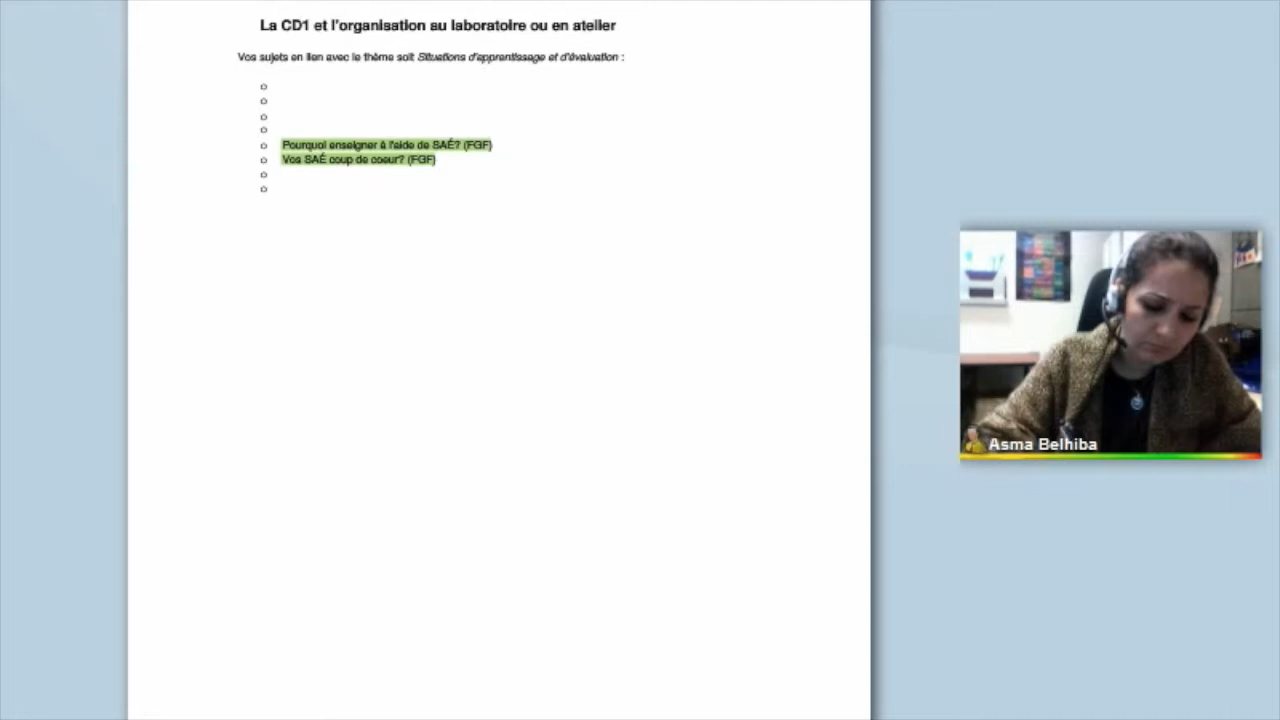 La CD1 et l'organisation au laboratoire ou en atelier
Vos sujets en lien avec le thème soit Situations d'apprentissage et d'évaluation :
Pourquoi enseigner à l'aide de SAÉ? (FGF)
Vos SAÉ coup de coeur? (FGF)
Asma Belhiba